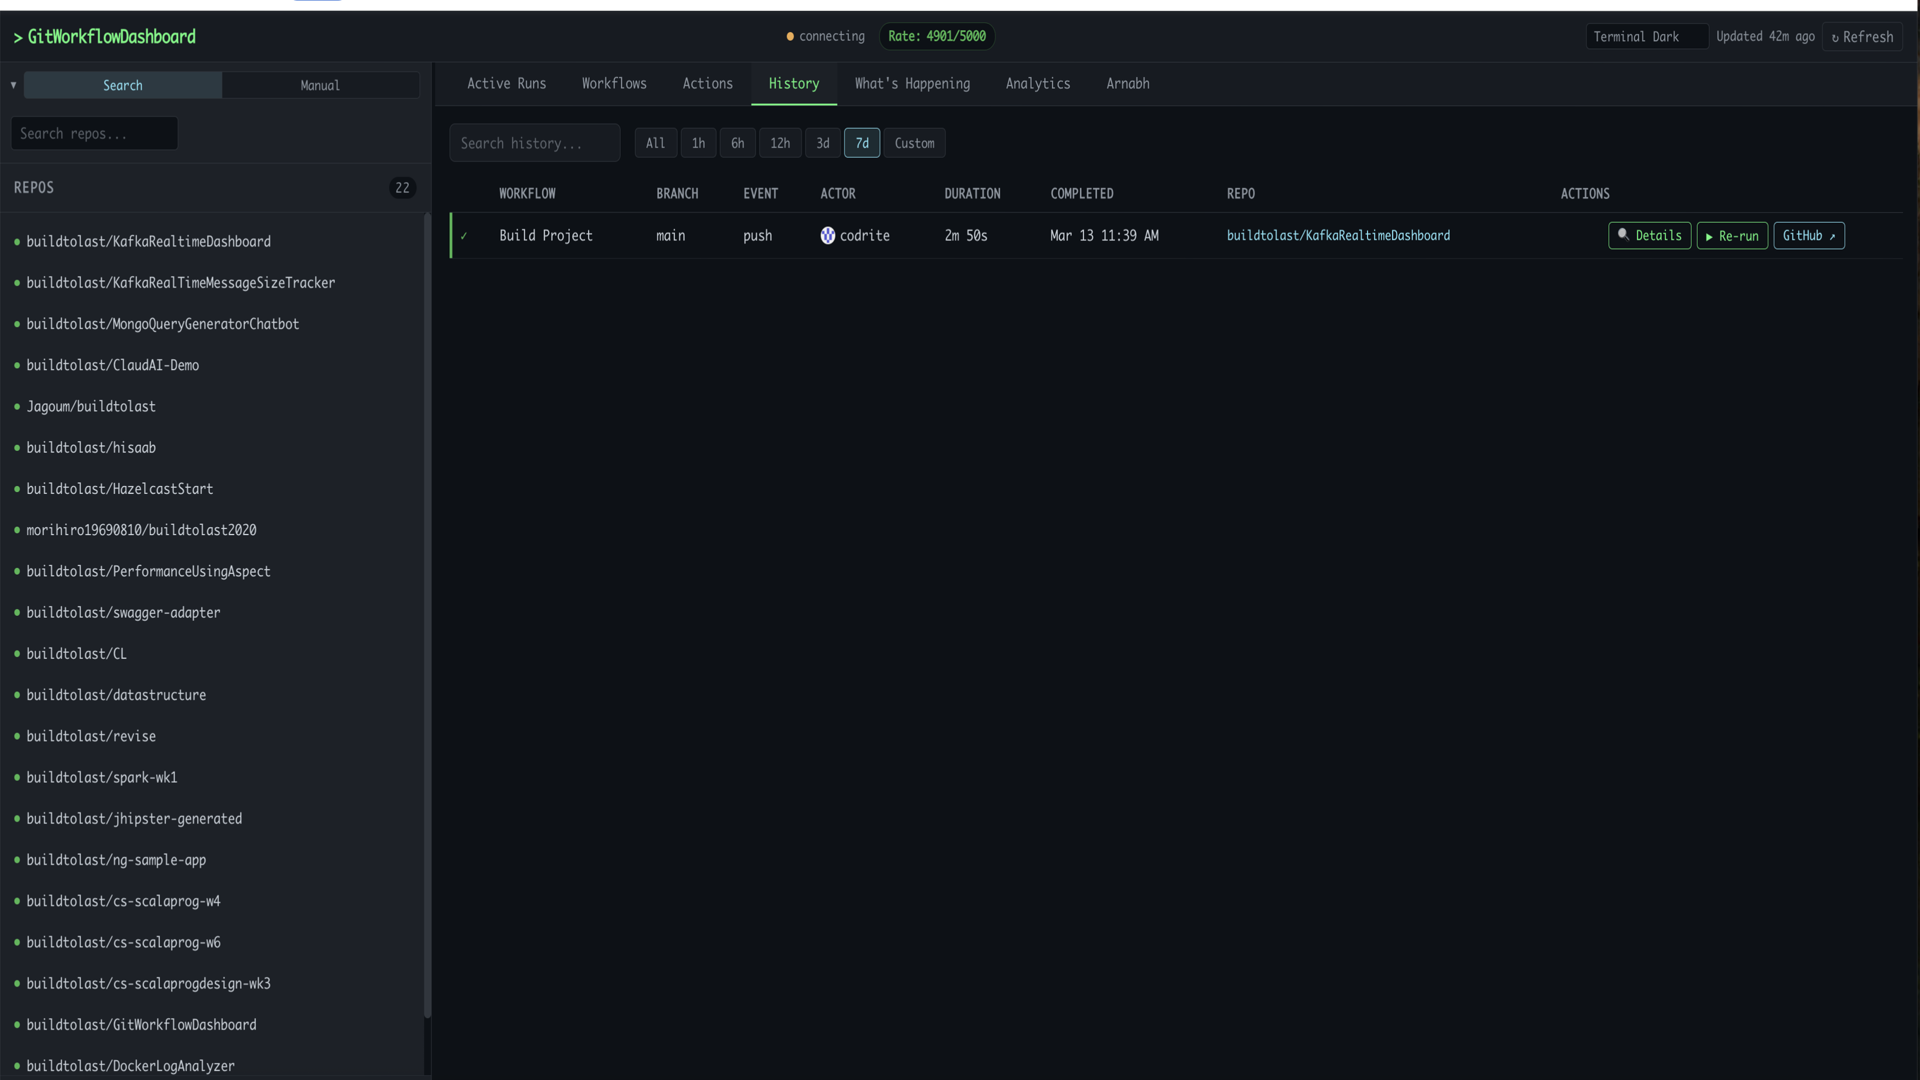 > GitWorkflowDashboard
connecting
Rate: 4901/5000
Terminal Dark
Updated 42m ago
↻ Refresh
▾
Search
Manual
Search repos...
REPOS
22
buildtolast/KafkaRealtimeDashboard
buildtolast/KafkaRealTimeMessageSizeTracker
buildtolast/MongoQueryGeneratorChatbot
buildtolast/ClaudAI-Demo
Jagoum/buildtolast
buildtolast/hisaab
buildtolast/HazelcastStart
morihiro19690810/buildtolast2020
buildtolast/PerformanceUsingAspect
buildtolast/swagger-adapter
buildtolast/CL
buildtolast/datastructure
buildtolast/revise
buildtolast/spark-wk1
buildtolast/jhipster-generated
buildtolast/ng-sample-app
buildtolast/cs-scalaprog-w4
buildtolast/cs-scalaprog-w6
buildtolast/cs-scalaprogdesign-wk3
buildtolast/GitWorkflowDashboard
buildtolast/DockerLogAnalyzer
Active Runs Workflows Actions History What's Happening Analytics Arnabh
Search history... All 1h 6h 12h 3d 7d Custom
WORKFLOW BRANCH EVENT ACTOR DURATION COMPLETED REPO ACTIONS
✓ Build Project main push codrite 2m 50s Mar 13 11:39 AM buildtolast/KafkaRealtimeDashboard 🔍 Details ▶ Re-run GitHub ↗